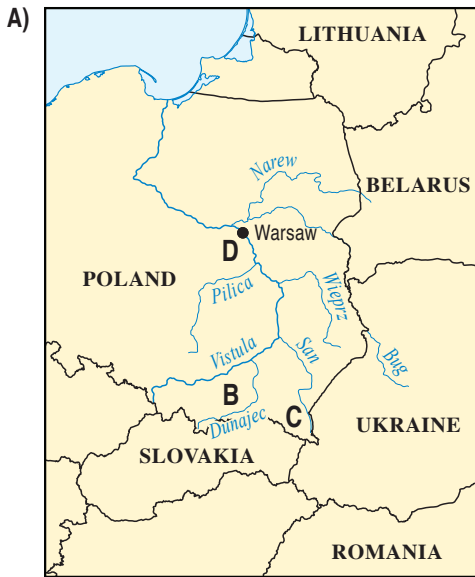 A)
LITHUANIA
Narew
BELARUS
Warsaw
D
POLAND
Pilica
Wieprz
Vistula
San
Bug
B
C
Dunajec
UKRAINE
SLOVAKIA
ROMANIA